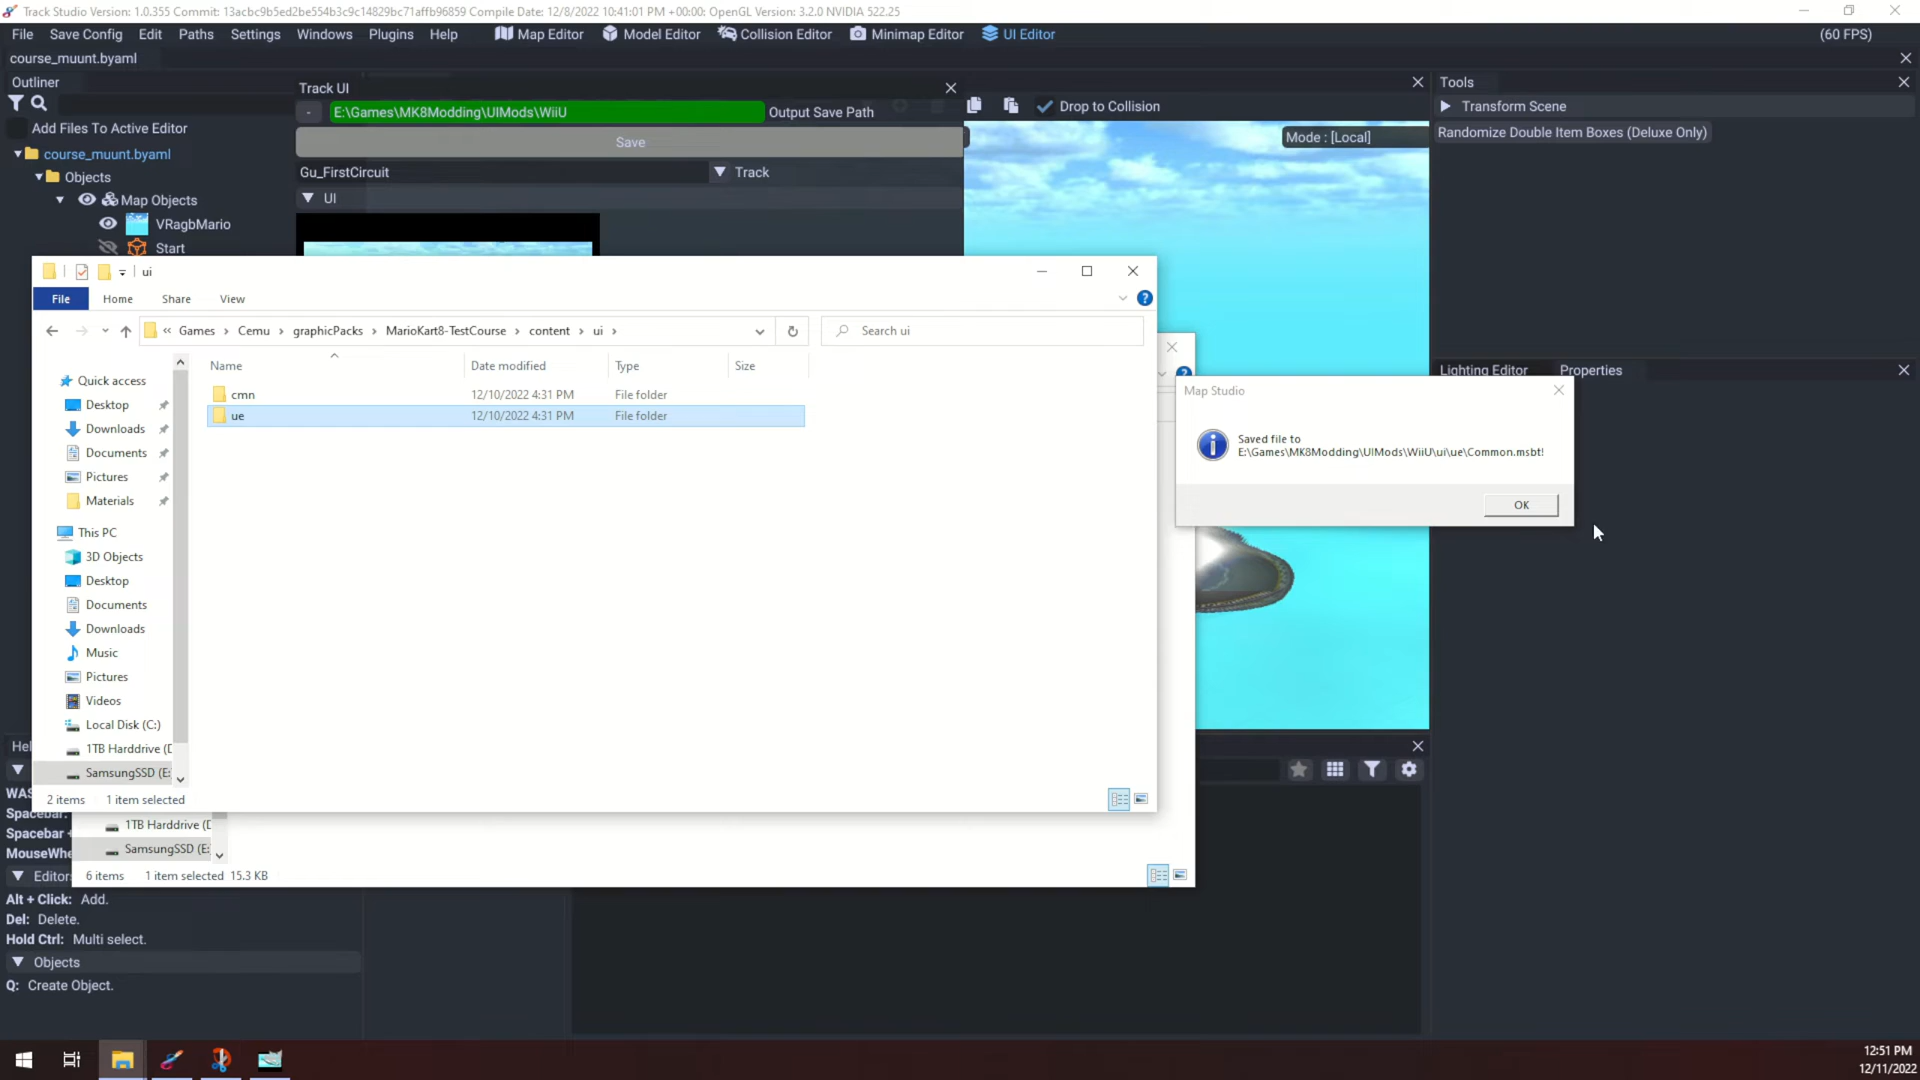 Track Studio Version: 1.0.355 Commit: 13acbc9b5ed2be554b3c9c14829bc71affb96859 Compile Date: 12/8/2022 10:41:01 PM +00:00: OpenGL Version: 3.2.0 NVIDIA 522.25
File Save Config Edit Paths Settings Windows Plugins Help Map Editor Model Editor Collision Editor Minimap Editor UI Editor (60 FPS)
course_muunt.byaml
Outliner
Add Files To Active Editor
course_muunt.byaml
Objects
Map Objects
VRagbMario
Start
Track UI
- E:\Games\MK8Modding\UIMods\WiiU Output Save Path
Save
Gu_FirstCircuit Track
UI
Drop to Collision
Mode : [Local]
Tools
Transform Scene
Randomize Double Item Boxes (Deluxe Only)
Lighting Editor Properties
ui
File Home Share View
« Games › Cemu › graphicPacks › MarioKart8-TestCourse › content › ui ›
Search ui
Name Date modified Type Size
cmn 12/10/2022 4:31 PM File folder
ue 12/10/2022 4:31 PM File folder
Quick access
Desktop
Downloads
Documents
Pictures
Materials
This PC
3D Objects
Desktop
Documents
Downloads
Music
Pictures
Videos
Local Disk (C:)
1TB Harddrive (D
SamsungSSD (E:
2 items 1 item selected
Map Studio
Saved file to
E:\Games\MK8Modding\UIMods\WiiU\ui\ue\Common.msbt!
OK
1TB Harddrive (D
SamsungSSD (E:
6 items 1 item selected 15.3 KB
Hel
WAS
Spacebar:
Spacebar +
MouseWhe
Editor
Alt + Click: Add.
Del: Delete.
Hold Ctrl: Multi select.
Objects
Q: Create Object.
12:51 PM
12/11/2022